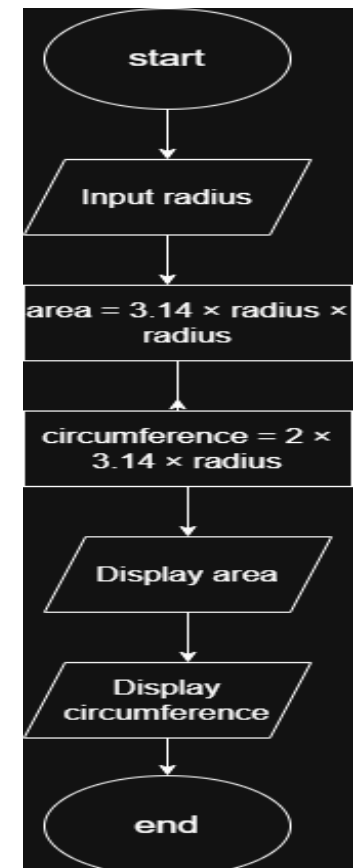 start
Input radius
area = 3.14 × radius ×
radius
circumference = 2 ×
3.14 × radius
Display area
Display
circumference
end